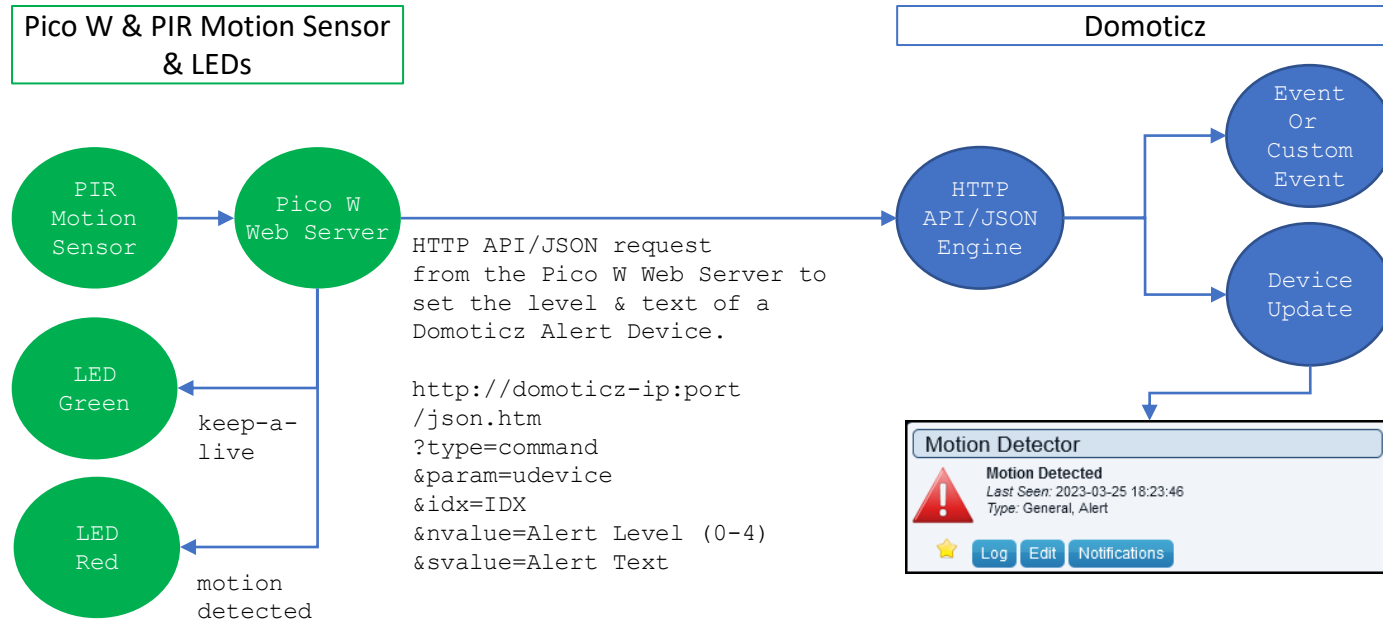 Pico W & PIR Motion Sensor
& LEDs
Domoticz
PIR
Motion
Sensor
Pico W
Web Server
HTTP API/JSON request
from the Pico W Web Server to
set the level & text of a
Domoticz Alert Device.
http://domoticz-ip:port
/json.htm
?type=command
&param=udevice
&idx=IDX
&nvalue=Alert Level (0-4)
&svalue=Alert Text
LED
Green
keep-a-
live
LED
Red
motion
detected
HTTP
API/JSON
Engine
Event
Or
Custom
Event
Device
Update
Motion Detector
Motion Detected
Last Seen: 2023-03-25 18:23:46
Type: General, Alert
Log Edit Notifications